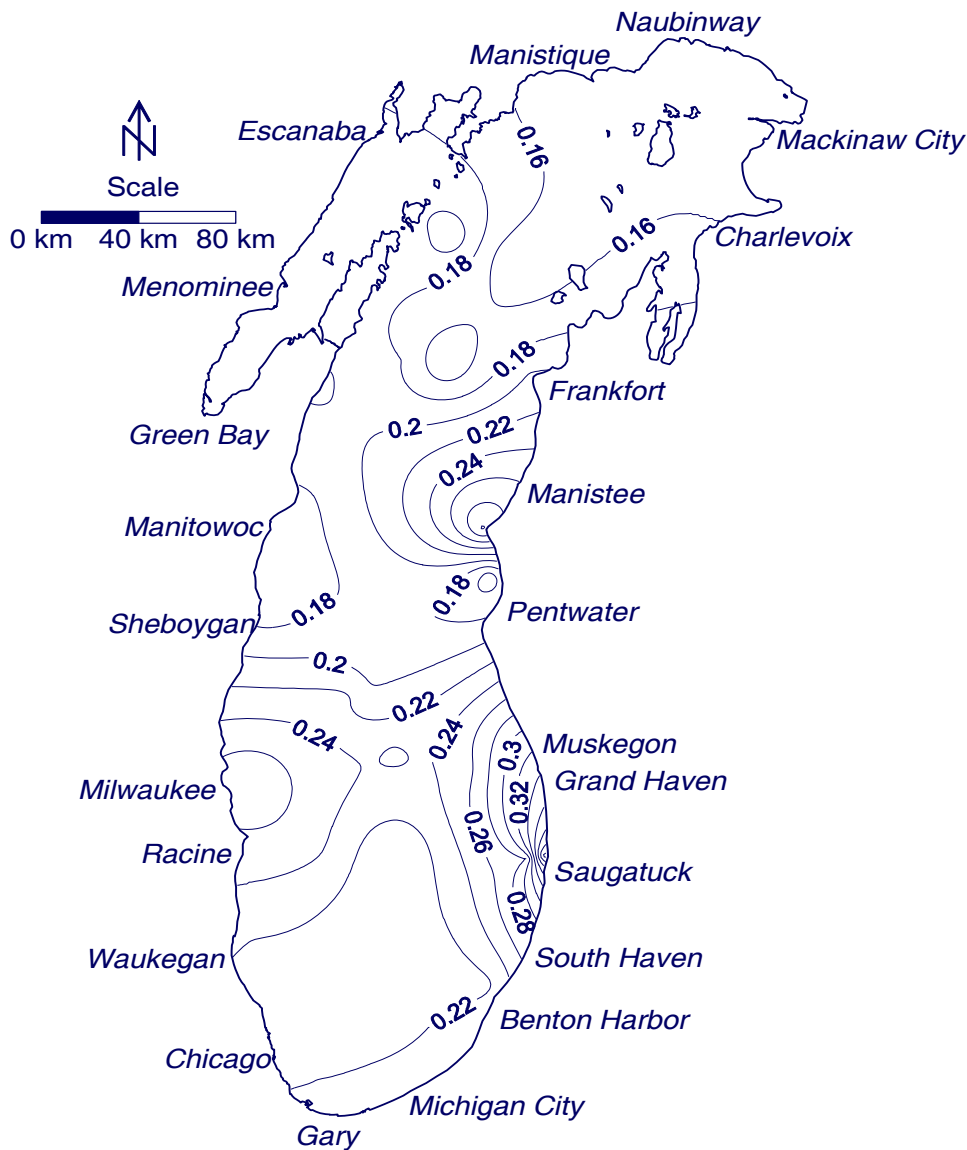 Naubinway
Manistique
Escanaba
Mackinaw City
N
Scale
0 km 40 km 80 km
0.16
0.16
Charlevoix
0.18
Menominee
0.18
Frankfort
0.2
0.22
Green Bay
0.24
Manistee
Manitowoc
0.18
0.18
Pentwater
Sheboygan
0.2
0.22
0.24
0.24
0.3
Muskegon
Grand Haven
Milwaukee
0.32
0.26
Racine
Saugatuck
0.28
Waukegan
South Haven
0.22
Benton Harbor
Chicago
Michigan City
Gary